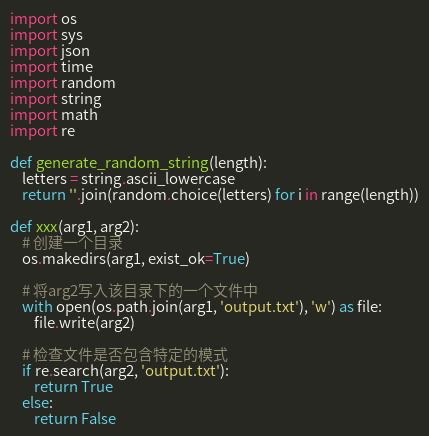 import os
import sys
import json
import time
import random
import string
import math
import re

def generate_random_string(length):
    letters = string.ascii_lowercase
    return ''.join(random.choice(letters) for i in range(length))

def xxx(arg1, arg2):
    # 创建一个目录
    os.makedirs(arg1, exist_ok=True)

    # 将arg2写入该目录下的一个文件中
    with open(os.path.join(arg1, 'output.txt'), 'w') as file:
        file.write(arg2)

    # 检查文件是否包含特定的模式
    if re.search(arg2, 'output.txt'):
        return True
    else:
        return False